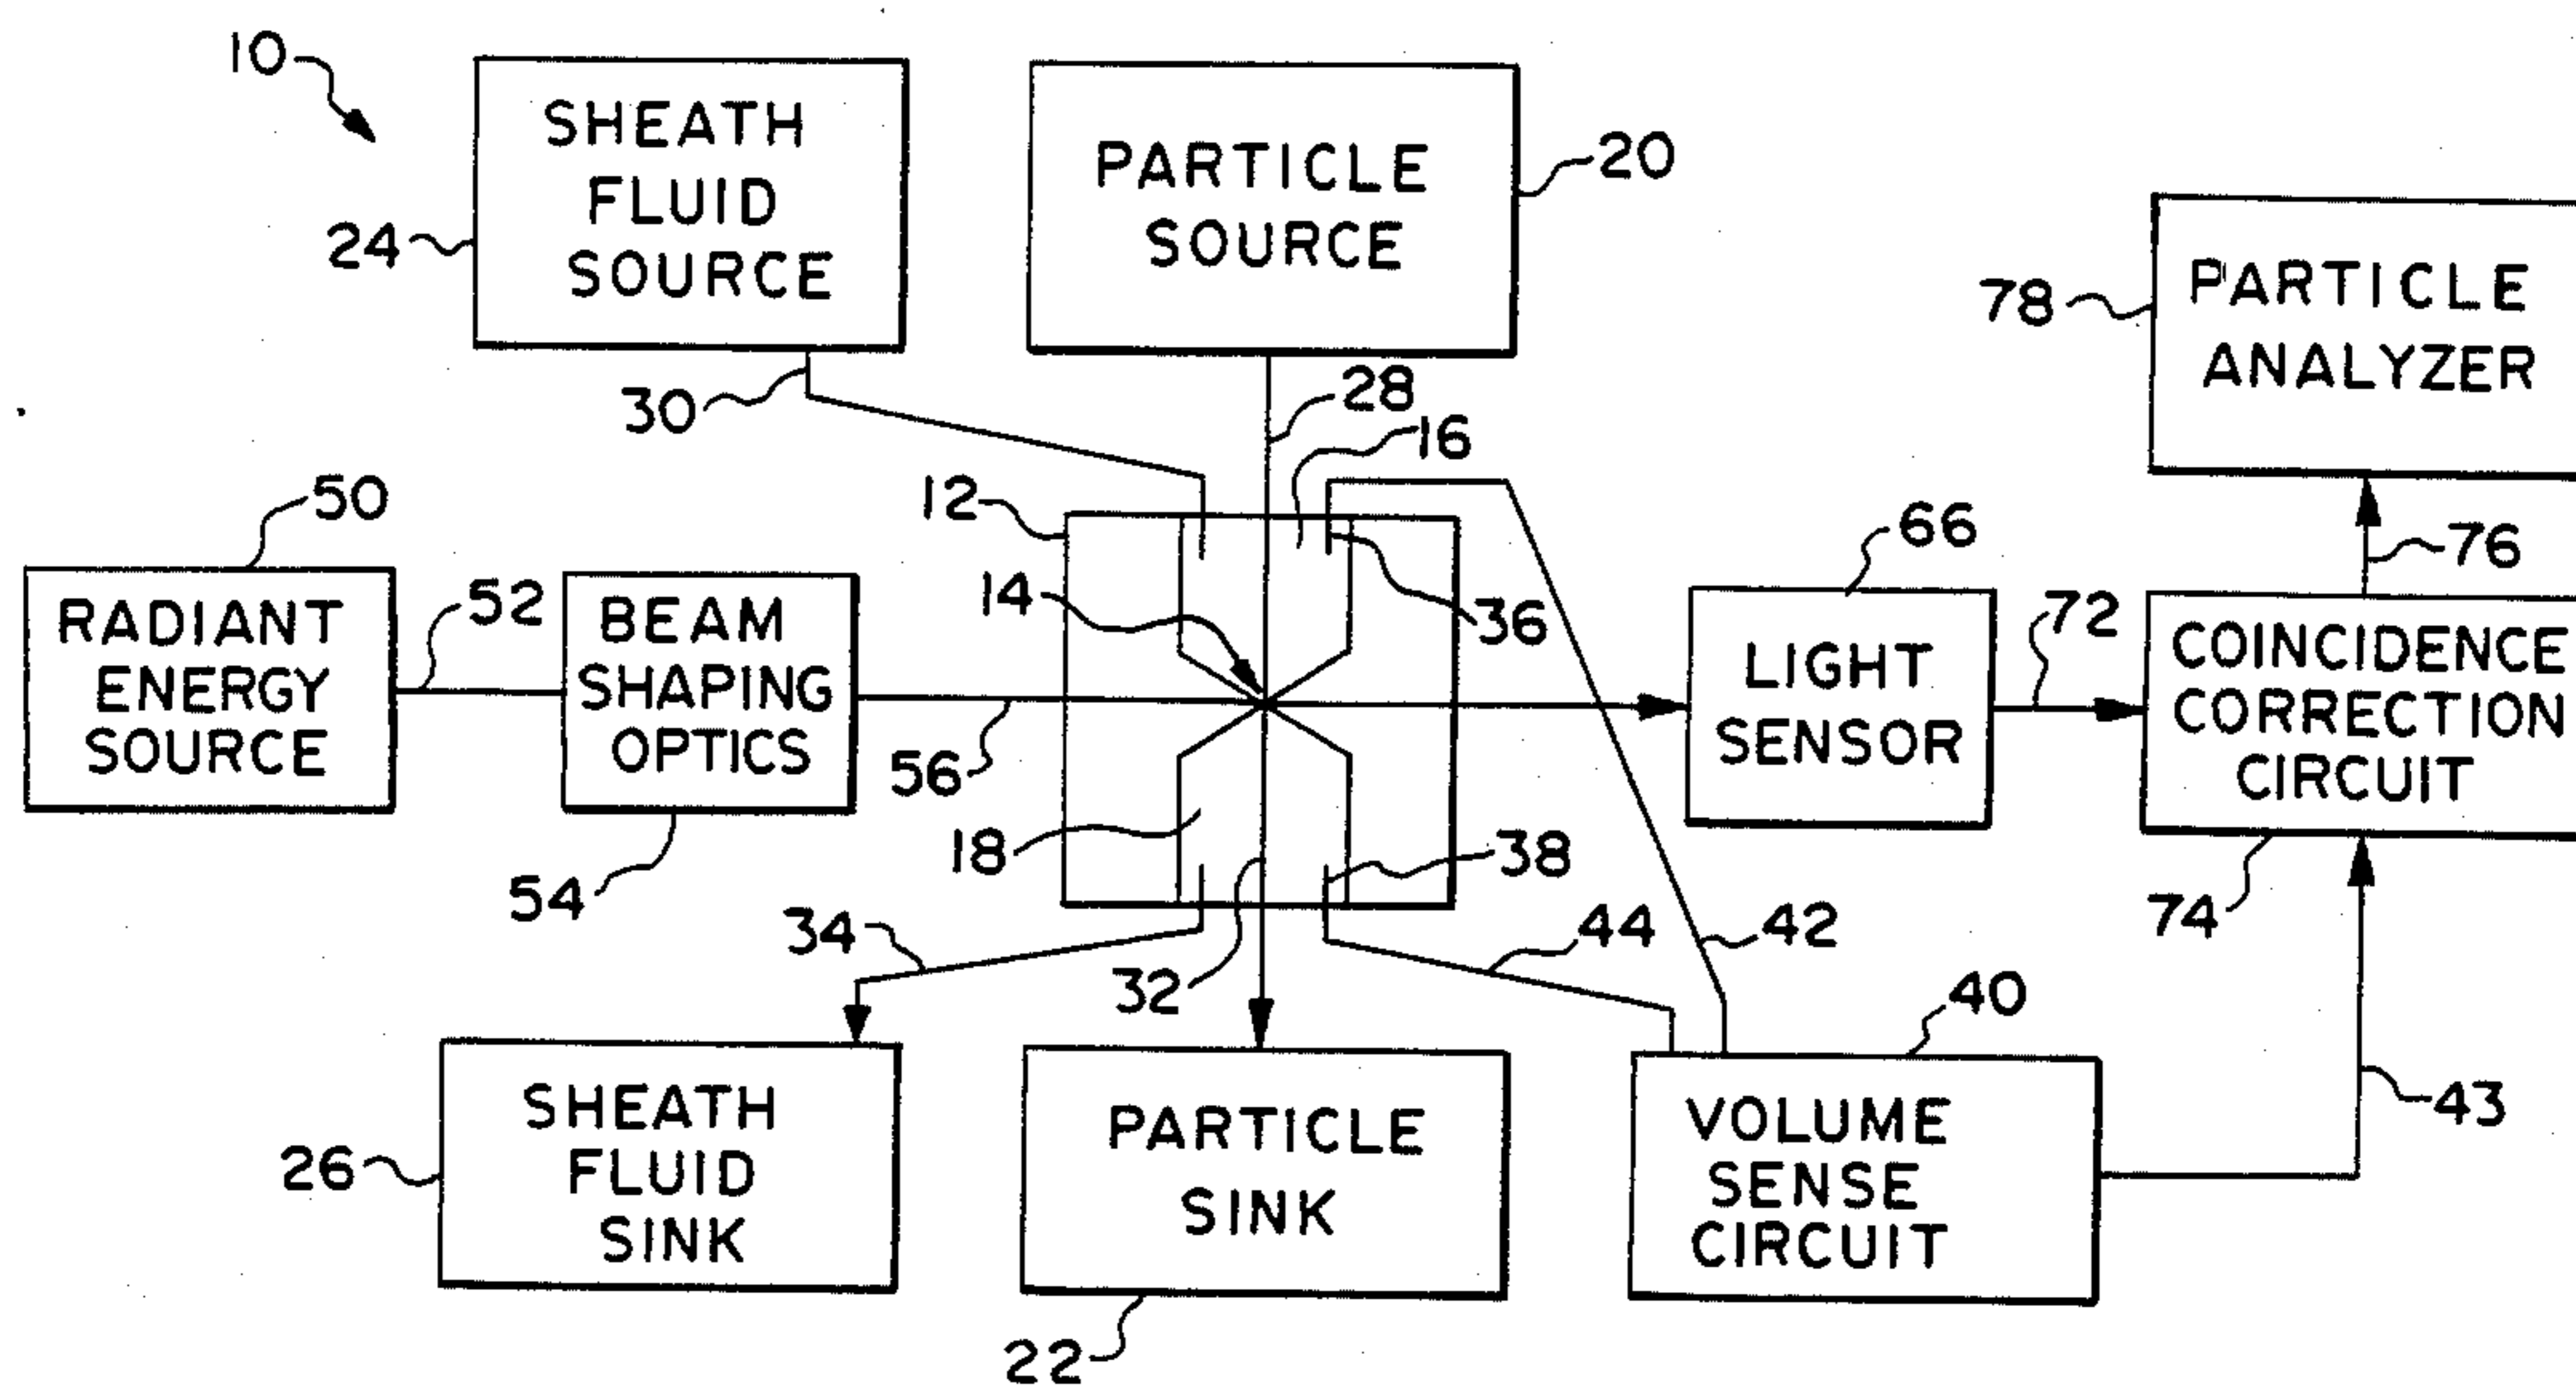 10
SHEATH
FLUID
SOURCE
24
30
PARTICLE
SOURCE
20
28
16
PARTICLE
ANALYZER
78
76
50
RADIANT
ENERGY
SOURCE
52
BEAM
SHAPING
OPTICS
54
56
12
14
36
18
38
32
34
44
42
66
LIGHT
SENSOR
72
COINCIDENCE
CORRECTION
CIRCUIT
74
43
SHEATH
FLUID
SINK
26
PARTICLE
SINK
22
VOLUME
SENSE
CIRCUIT
40